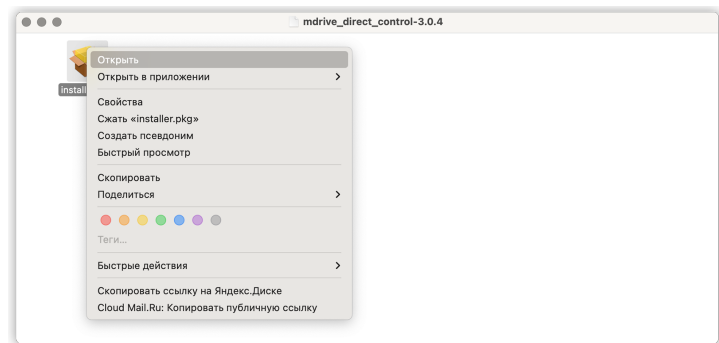 mdrive_direct_control-3.0.4
install
Открыть
Открыть в приложении
Свойства
Сжать «installer.pkg»
Создать псевдоним
Быстрый просмотр
Скопировать
Поделиться
Теги...
Быстрые действия
Скопировать ссылку на Яндекс.Диске
Cloud Mail.Ru: Копировать публичную ссылку